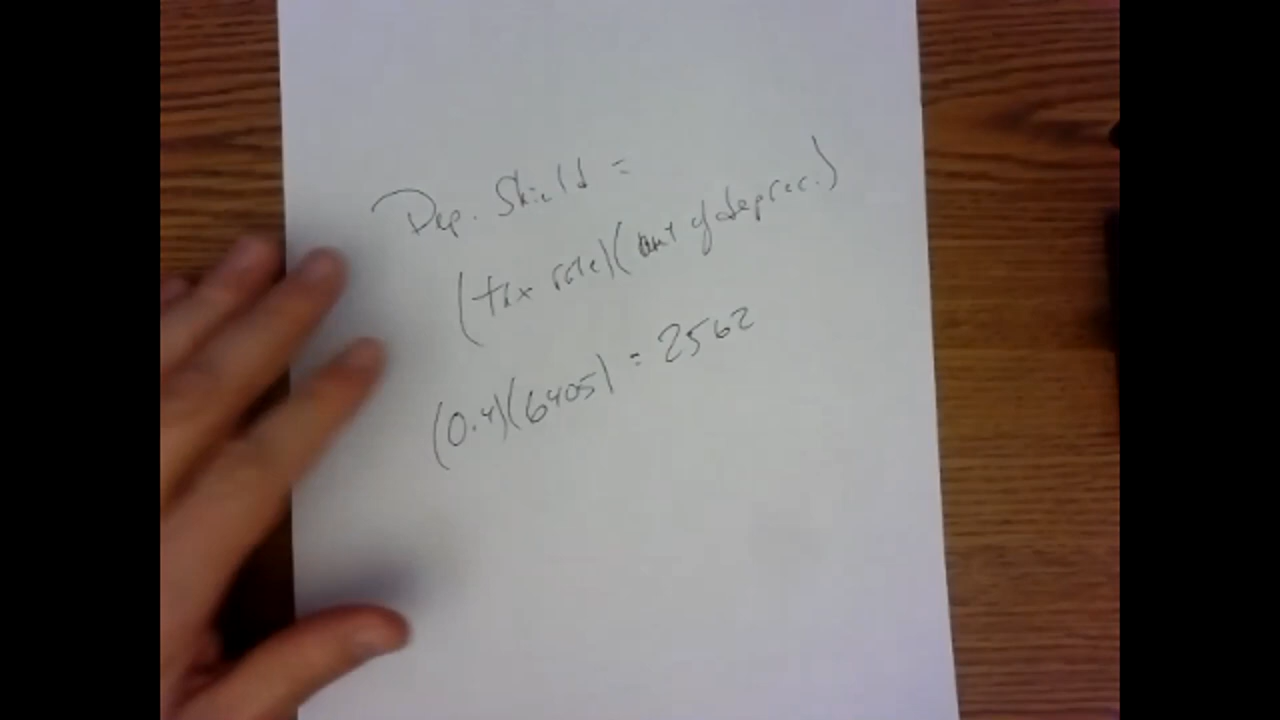 Dep. Shield =
(tax rate)(amt of deprec.)
(0.4)(6405) = 2562